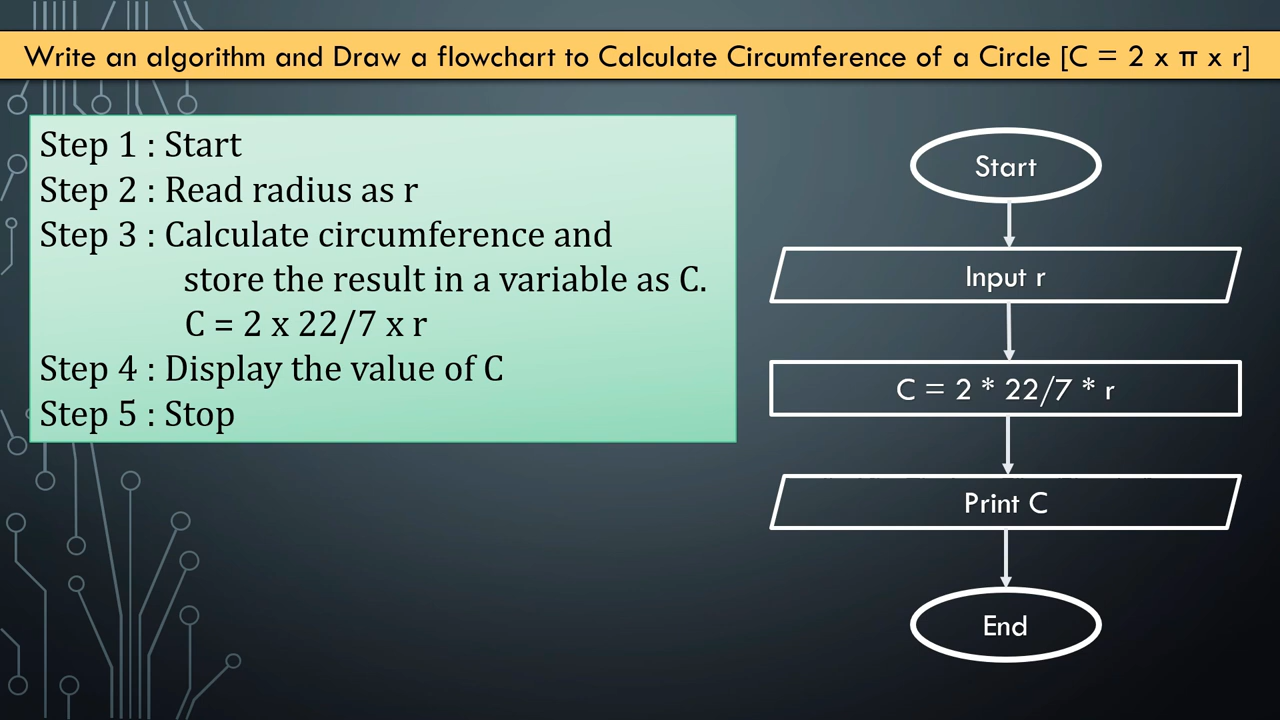 Write an algorithm and Draw a flowchart to Calculate Circumference of a Circle [C = 2 x π x r]
Step 1 : Start
Step 2 : Read radius as r
Step 3 : Calculate circumference and
store the result in a variable as C.
C = 2 x 22/7 x r
Step 4 : Display the value of C
Step 5 : Stop
Start
Input r
C = 2 * 22/7 * r
Print C
End